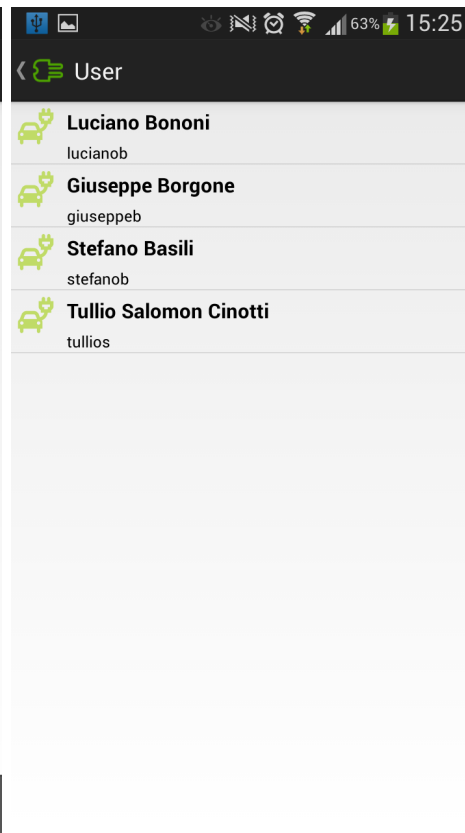 63% 15:25
User
Luciano Bononi
lucianob
Giuseppe Borgone
giuseppeb
Stefano Basili
stefanob
Tullio Salomon Cinotti
tullios